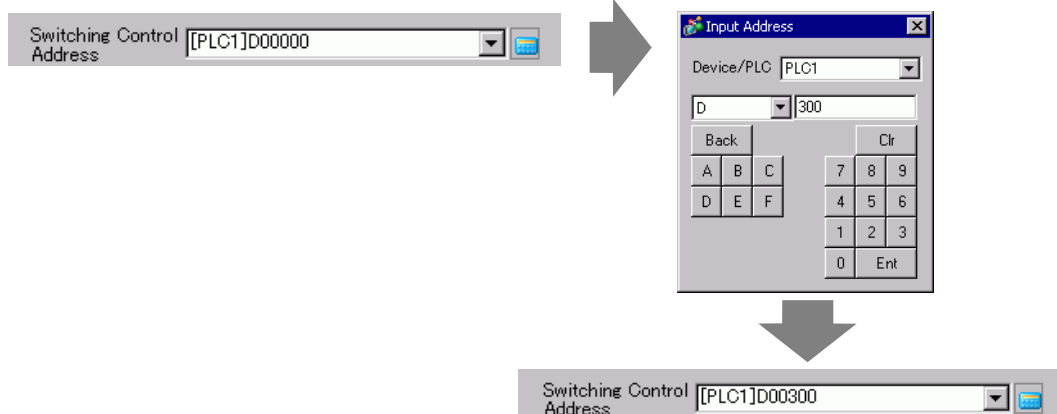 Switching Control [PLC1]D00000
Address
Input Address
Device/PLC PLC1
D 300
Back Clr
A B C 7 8 9
D E F 4 5 6
1 2 3
0 Ent
Switching Control [PLC1]D00300
Address